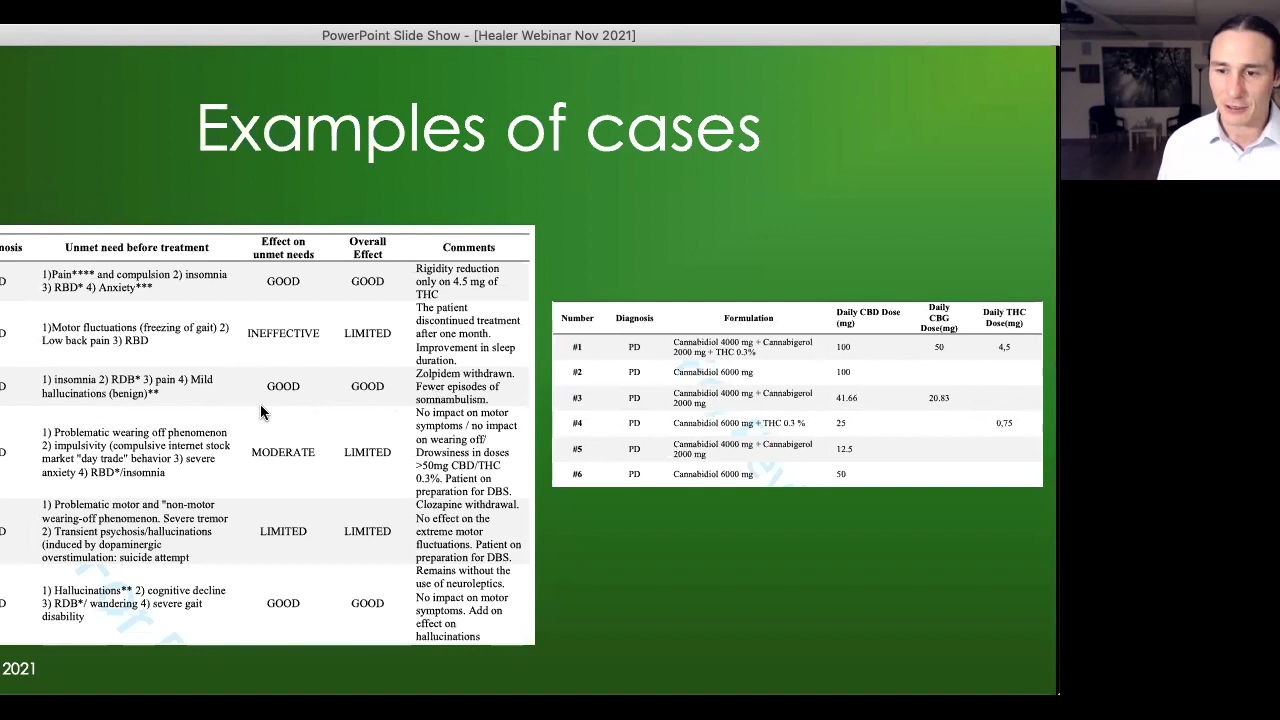 PowerPoint Slide Show - [Healer Webinar Nov 2021]
Examples of cases
nosis Unmet need before treatment Effect on unmet needs Overall Effect Comments
D 1)Pain**** and compulsion 2) insomnia
3) RBD* 4) Anxiety***
GOOD GOOD
Rigidity reduction
only on 4.5 mg of
THC
D 1)Motor fluctuations (freezing of gait) 2)
Low back pain 3) RBD
INEFFECTIVE LIMITED
The patient
discontinued treatment
after one month.
Improvement in sleep
duration.
D 1) insomnia 2) RDB* 3) pain 4) Mild
hallucinations (benign)**
GOOD GOOD
Zolpidem withdrawn.
Fewer episodes of
somnambulism.
D 1) Problematic wearing off phenomenon
2) impulsivity (compulsive internet stock
market "day trade" behavior 3) severe
anxiety 4) RBD*/insomnia
MODERATE LIMITED
No impact on motor
symptoms / no impact
on wearing off/
Drowsiness in doses
>50mg CBD/THC
0.3%. Patient on
preparation for DBS.
D 1) Problematic motor and "non-motor
wearing-off phenomenon. Severe tremor
2) Transient psychosis/hallucinations
(induced by dopaminergic
overstimulation: suicide attempt
LIMITED LIMITED
Clozapine withdrawal.
No effect on the
extreme motor
fluctuations. Patient on
preparation for DBS.
D 1) Hallucinations** 2) cognitive decline
3) RDB*/ wandering 4) severe gait
disability
GOOD GOOD
Remains without the
use of neuroleptics.
No impact on motor
symptoms. Add on
effect on
hallucinations
Number Diagnosis Formulation Daily CBD Dose (mg) Daily CBG Dose(mg) Daily THC Dose(mg)
#1 PD Cannabidiol 4000 mg + Cannabigerol
2000 mg + THC 0.3% 100 50 4,5
#2 PD Cannabidiol 6000 mg 100
#3 PD Cannabidiol 4000 mg + Cannabigerol
2000 mg 41.66 20.83
#4 PD Cannabidiol 6000 mg + THC 0.3 % 25 0,75
#5 PD Cannabidiol 4000 mg + Cannabigerol
2000 mg 12.5
#6 PD Cannabidiol 6000 mg 50
2021